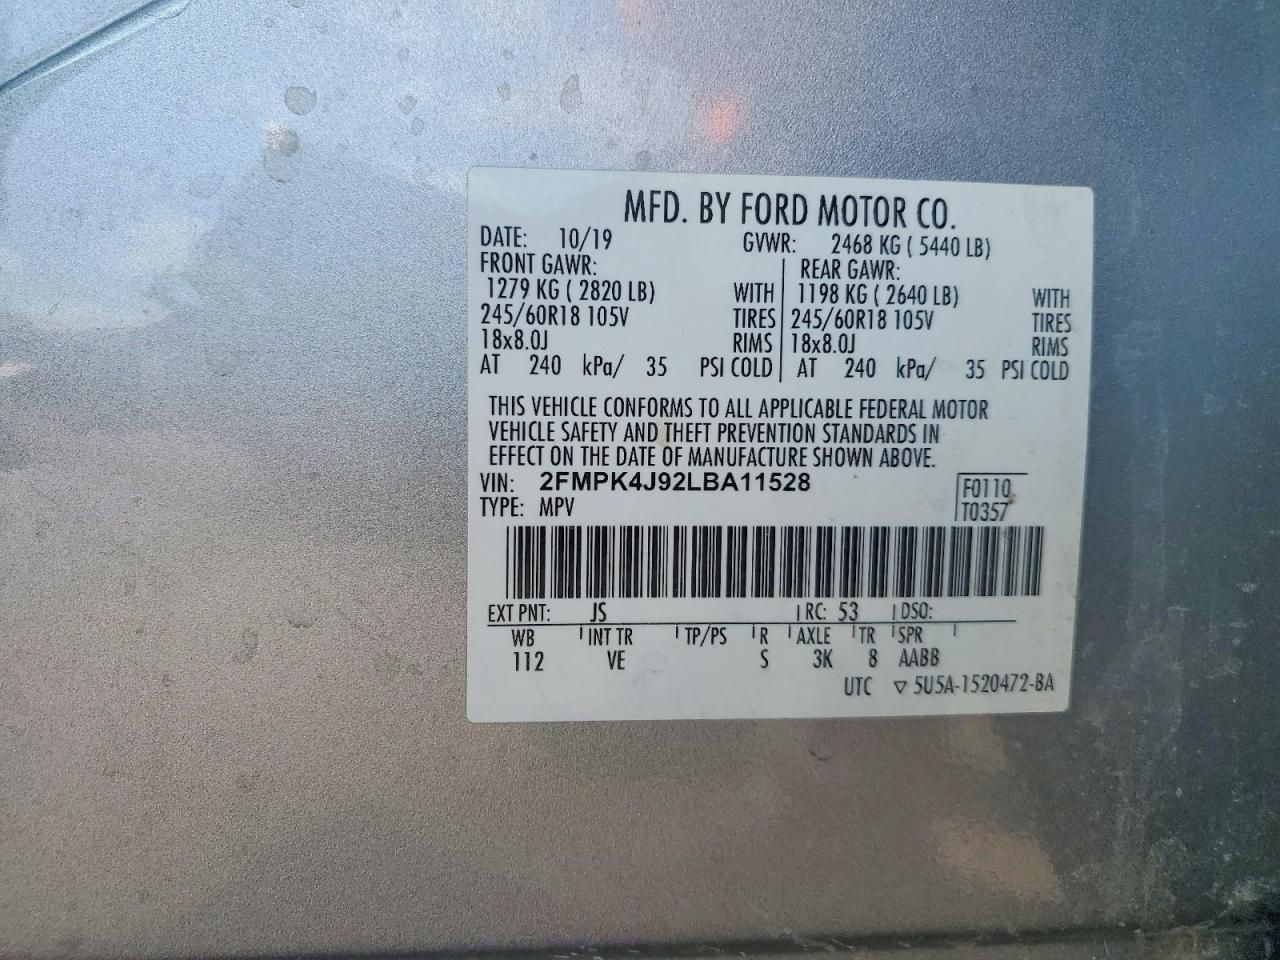 MFD. BY FORD MOTOR CO.
DATE: 10/19 GVWR: 2468 KG ( 5440 LB)
FRONT GAWR: REAR GAWR:
1279 KG ( 2820 LB) WITH 1198 KG ( 2640 LB) WITH
245/60R18 105V TIRES 245/60R18 105V TIRES
18x8.0J RIMS 18x8.0J RIMS
AT 240 kPa/ 35 PSI COLD AT 240 kPa/ 35 PSI COLD
THIS VEHICLE CONFORMS TO ALL APPLICABLE FEDERAL MOTOR
VEHICLE SAFETY AND THEFT PREVENTION STANDARDS IN
EFFECT ON THE DATE OF MANUFACTURE SHOWN ABOVE.
VIN: 2FMPK4J92LBA11528 F0110
TYPE: MPV T0357
EXT PNT: JS RC: 53 DSO:
WB INT TR TP/PS R AXLE TR SPR
112 VE S 3K 8 AABB
UTC ▽ 5U5A-1520472-BA